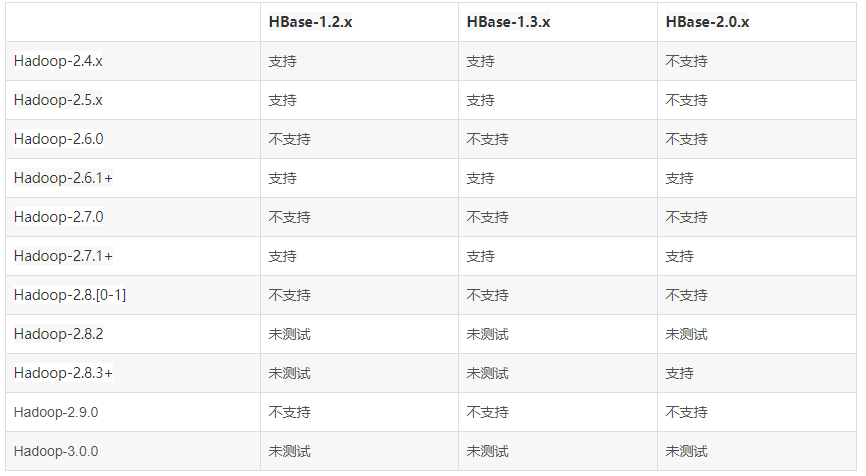 HBase-1.2.x HBase-1.3.x HBase-2.0.x
Hadoop-2.4.x 支持 支持 不支持
Hadoop-2.5.x 支持 支持 不支持
Hadoop-2.6.0 不支持 不支持 不支持
Hadoop-2.6.1+ 支持 支持 支持
Hadoop-2.7.0 不支持 不支持 不支持
Hadoop-2.7.1+ 支持 支持 支持
Hadoop-2.8.[0-1] 不支持 不支持 不支持
Hadoop-2.8.2 未测试 未测试 未测试
Hadoop-2.8.3+ 未测试 未测试 支持
Hadoop-2.9.0 不支持 不支持 不支持
Hadoop-3.0.0 未测试 未测试 未测试